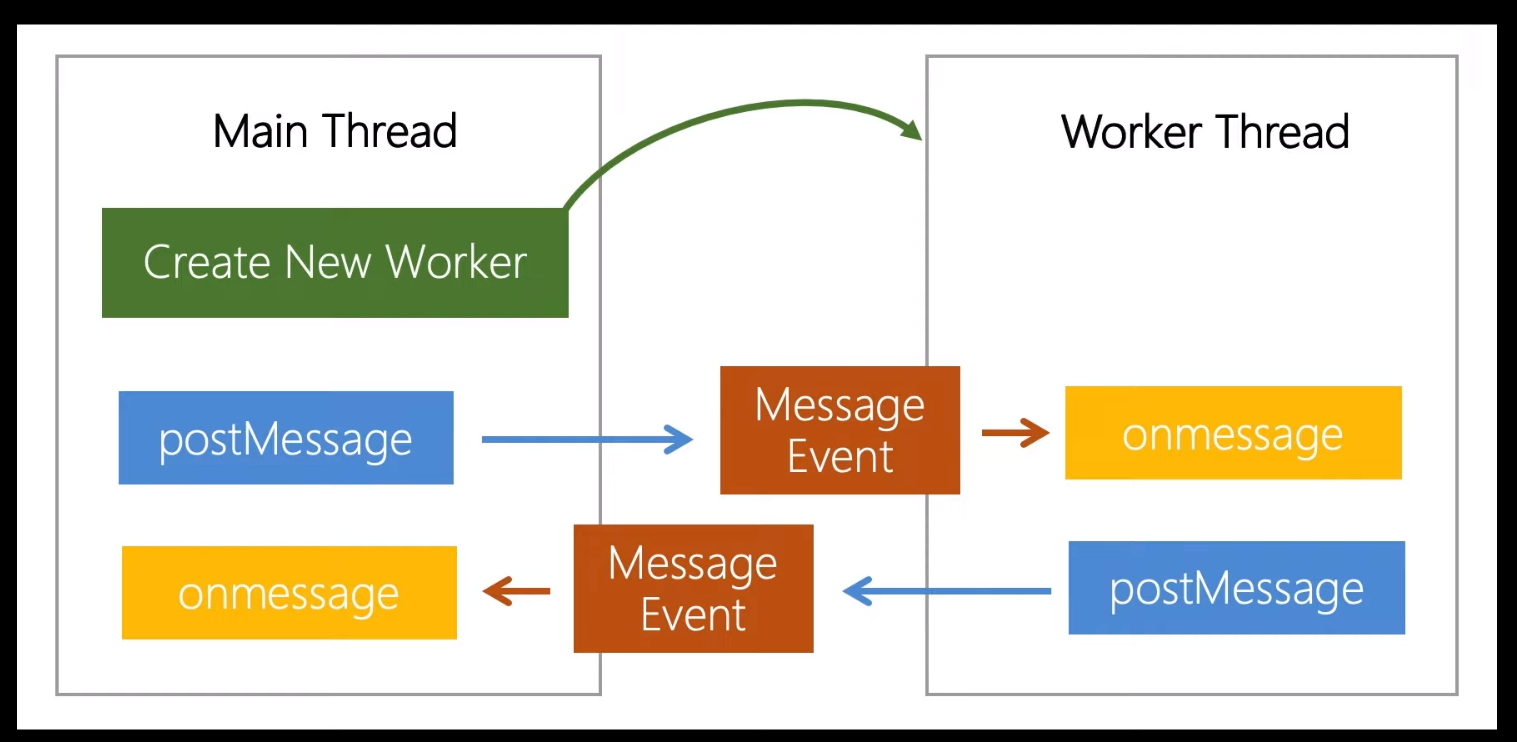 Main Thread
Worker Thread
Create New Worker
postMessage
Message
Event
onmessage
onmessage
Message
Event
postMessage